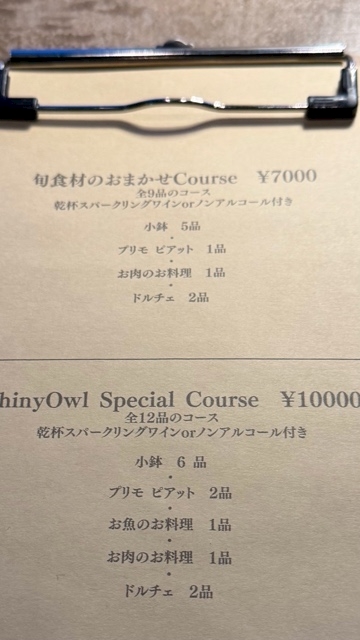 旬食材のおまかせCourse ¥7000
全9品のコース
乾杯スパークリングワインorノンアルコール付き
小鉢 5品
・
プリモ ピアット 1品
・
お肉のお料理 1品
・
ドルチェ 2品
hinyOwl Special Course ¥10000
全12品のコース
乾杯スパークリングワインorノンアルコール付き
小鉢 6 品
・
プリモ ピアット 2品
・
お魚のお料理 1品
・
お肉のお料理 1品
・
ドルチェ 2品